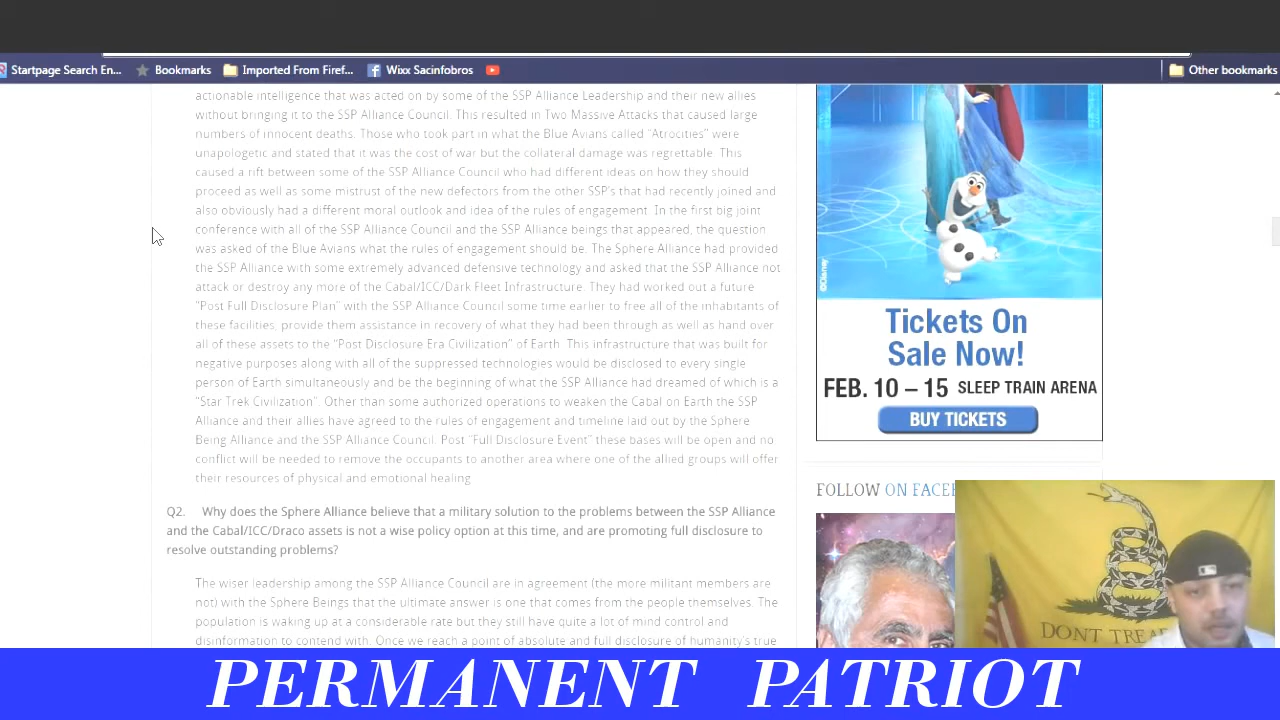 Startpage Search En...
Bookmarks
Imported From Firef...
Wixx Sacinfobros
Other bookmarks
actionable intelligence that was acted on by some of the SSP Alliance Leadership and their new allies
without bringing it to the SSP Alliance Council. This resulted in Two Massive Attacks that caused large
numbers of innocent deaths. Those who took part in what the Blue Avians called "Atrocities" were
unapologetic and stated that it was the cost of war but the collateral damage was regrettable. This
caused a rift between some of the SSP Alliance Council who had different ideas on how they should
proceed as well as some mistrust of the new defectors from the other SSP's that had recently joined and
also obviously had a different moral outlook and idea of the rules of engagement. In the first big joint
conference most of the SSP Alliance Council and the SSP Alliance beings that appeared, the question
was asked of the Blue Avians what the rules of engagement should be. The Sphere Alliance had provided
the SSP Alliance with some extremely advanced defensive technology and asked that the SSP Alliance not
attack or destroy any more of the Cabal/ICC/Dark Fleet Infrastructure. They had worked out a future
"Post Full Disclosure Plan" with the SSP Alliance Council some time earlier to free all of the inhabitants of
these facilities, provide them assistance in recovery of what they had been through as well as hand over
all of these assets to the "Post Disclosure Era Civilization" of Earth. This infrastructure that was built for
negative purposes along with all of the suppressed technologies would be disclosed to every single
person of Earth simultaneously and be the beginning of what the SSP Alliance had dreamed of which is a
"Star Trek Civilization". Other than some authorized operations to weaken the Cabal on Earth the SSP
Alliance and their allies have agreed to the rules of engagement and timeline laid out by the Sphere
Being Alliance and the SSP Alliance Council. Post "Full Disclosure Event" these bases will be open and no
conflict will be needed to remove the occupants to another area where one of the allied groups will offer
their resources of physical and emotional healing
Q2. Why does the Sphere Alliance believe that a military solution to the problems between the SSP Alliance
and the Cabal/ICC/Draco assets is not a wise policy option at this time, and are promoting full disclosure to
resolve outstanding problems?
The wiser leadership among the SSP Alliance Council are in agreement (the more militant members are
not) with the Sphere Beings that the ultimate answer is one that comes from the people themselves. The
population is waking up at a considerable rate but they still have quite a lot of mind control and
disinformation to contend with. Once we reach a point of absolute and full disclosure of humanity's true
©Disney
Tickets On
Sale Now!
FEB. 10 – 15 SLEEP TRAIN ARENA
BUY TICKETS
FOLLOW ON FACE
DONT TREA
PERMANENT PATRIOT